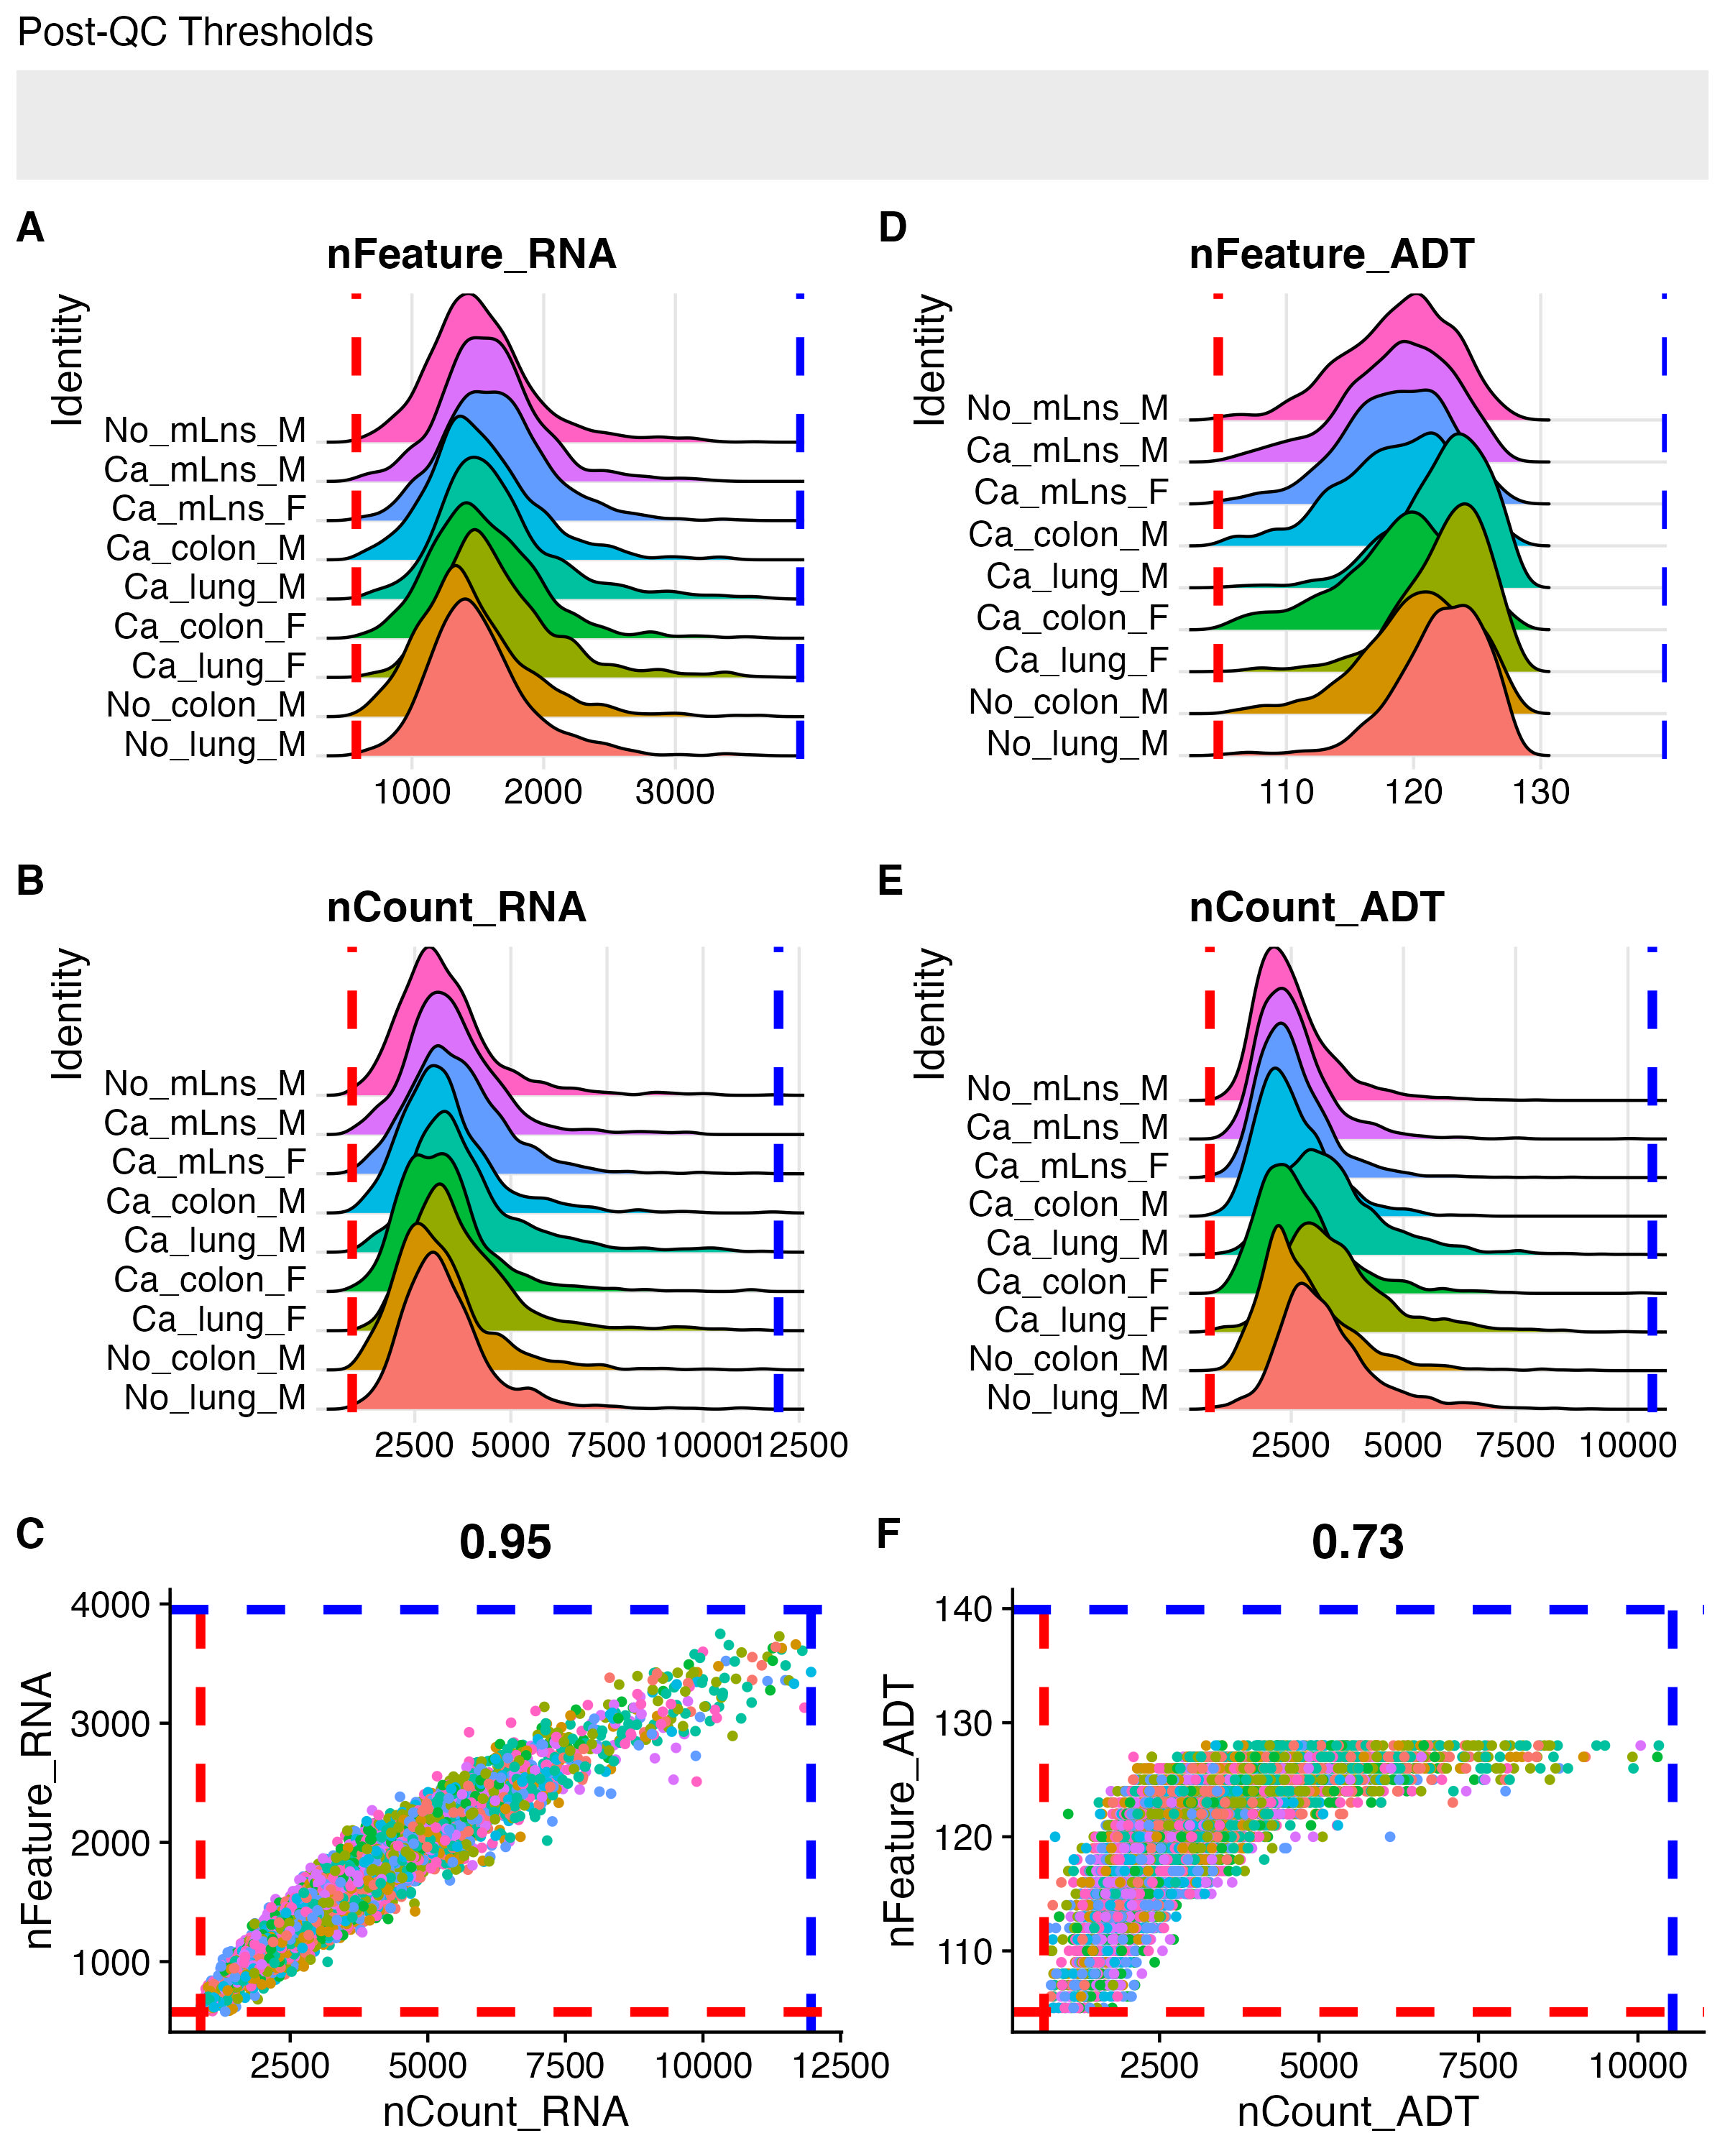 Post-QC Thresholds
A
nFeature_RNA
Identity
No_mLns_M
Ca_mLns_M
Ca_mLns_F
Ca_colon_M
Ca_lung_M
Ca_colon_F
Ca_lung_F
No_colon_M
No_lung_M
1000 2000 3000
D
nFeature_ADT
Identity
No_mLns_M
Ca_mLns_M
Ca_mLns_F
Ca_colon_M
Ca_lung_M
Ca_colon_F
Ca_lung_F
No_colon_M
No_lung_M
110 120 130
B
nCount_RNA
Identity
No_mLns_M
Ca_mLns_M
Ca_mLns_F
Ca_colon_M
Ca_lung_M
Ca_colon_F
Ca_lung_F
No_colon_M
No_lung_M
2500 5000 7500 10000 12500
E
nCount_ADT
Identity
No_mLns_M
Ca_mLns_M
Ca_mLns_F
Ca_colon_M
Ca_lung_M
Ca_colon_F
Ca_lung_F
No_colon_M
No_lung_M
2500 5000 7500 10000
C
0.95
nFeature_RNA
4000
3000
2000
1000
2500 5000 7500 10000 12500
nCount_RNA
F
0.73
nFeature_ADT
140
130
120
110
2500 5000 7500 10000
nCount_ADT